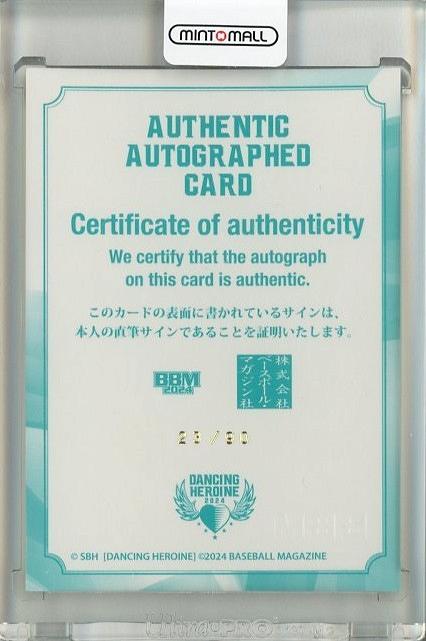 MINTMALL
AUTHENTIC
AUTOGRAPHED
CARD
Certificate of authenticity
We certify that the autograph
on this card is authentic.
このカードの表面に書かれているサインは、
本人の直筆サインであることを証明いたします。
BBM
2024
株式会社
ベースボール・
マガジン社
23/90
DANCING
HEROINE
2024
© SBH [DANCING HEROINE] ©2024 BASEBALL MAGAZINE
Ultra PRO